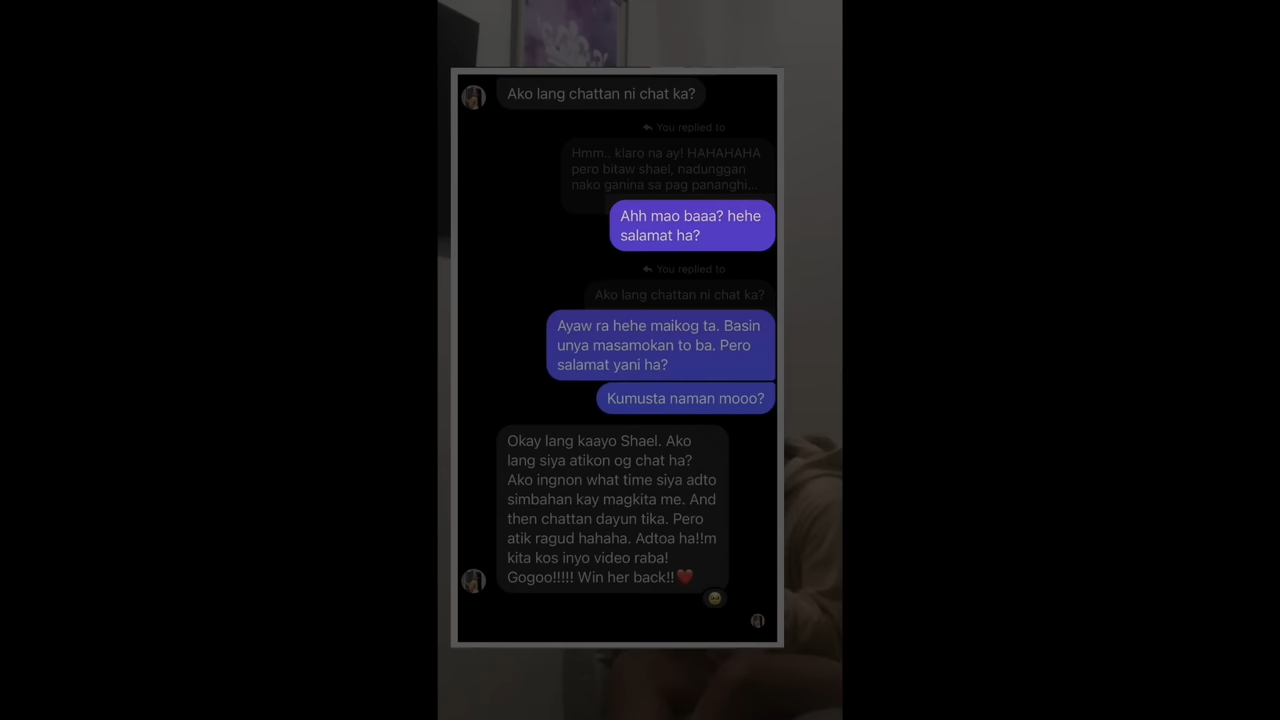 Ako lang chattan ni chat ka?
You replied to
Hmm.. klaro na ay! HAHAHAHA
pero bitaw shael, nadunggan
nako ganina sa pag pananghi...
Ahh mao baaa? hehe
salamat ha?
You replied to
Ako lang chattan ni chat ka?
Ayaw ra hehe maikog ta. Basin
unya masamokan to ba. Pero
salamat yani ha?
Kumusta naman mooo?
Okay lang kaayo Shael. Ako
lang siya atikon og chat ha?
Ako ingnon what time siya adto
simbahan kay magkita me. And
then chattan dayun tika. Pero
atik ragud hahaha. Adtoa ha!!m
kita kos inyo video raba!
Gogoo!!!!! Win her back!!❤️